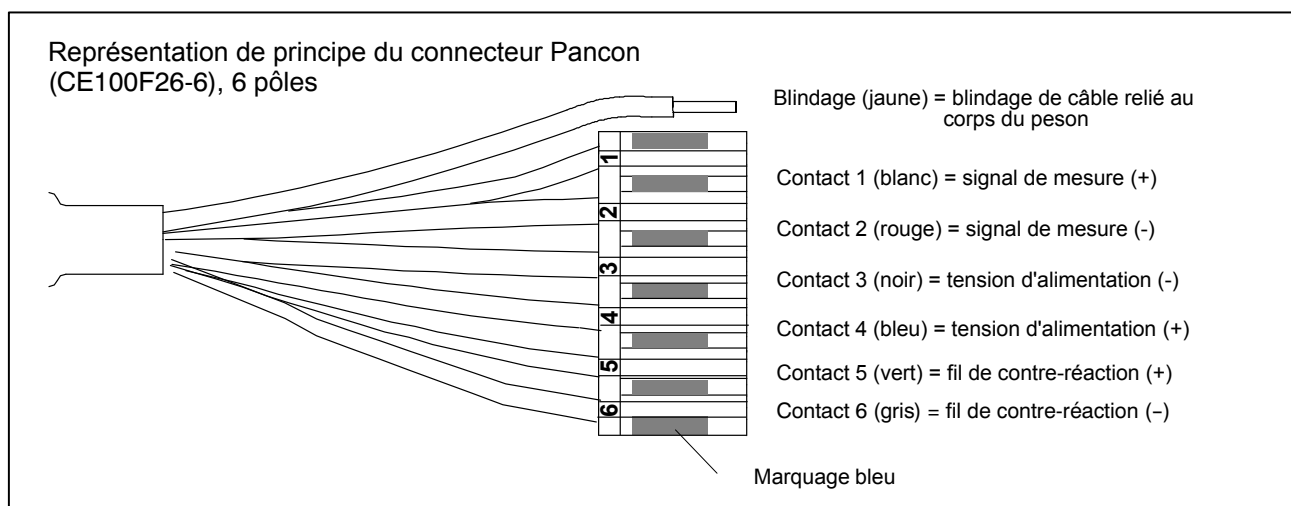 Représentation de principe du connecteur Pancon
(CE100F26-6), 6 pôles
Blindage (jaune) = blindage de câble relié au
corps du peson
1
Contact 1 (blanc) = signal de mesure (+)
2
Contact 2 (rouge) = signal de mesure (-)
3
Contact 3 (noir) = tension d'alimentation (-)
4
Contact 4 (bleu) = tension d'alimentation (+)
5
Contact 5 (vert) = fil de contre-réaction (+)
6
Contact 6 (gris) = fil de contre-réaction (–)
Marquage bleu